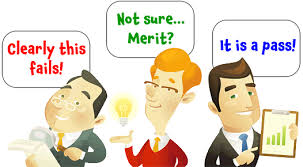 Clearly this
fails!
Not sure...
Merit?
It is a pass!